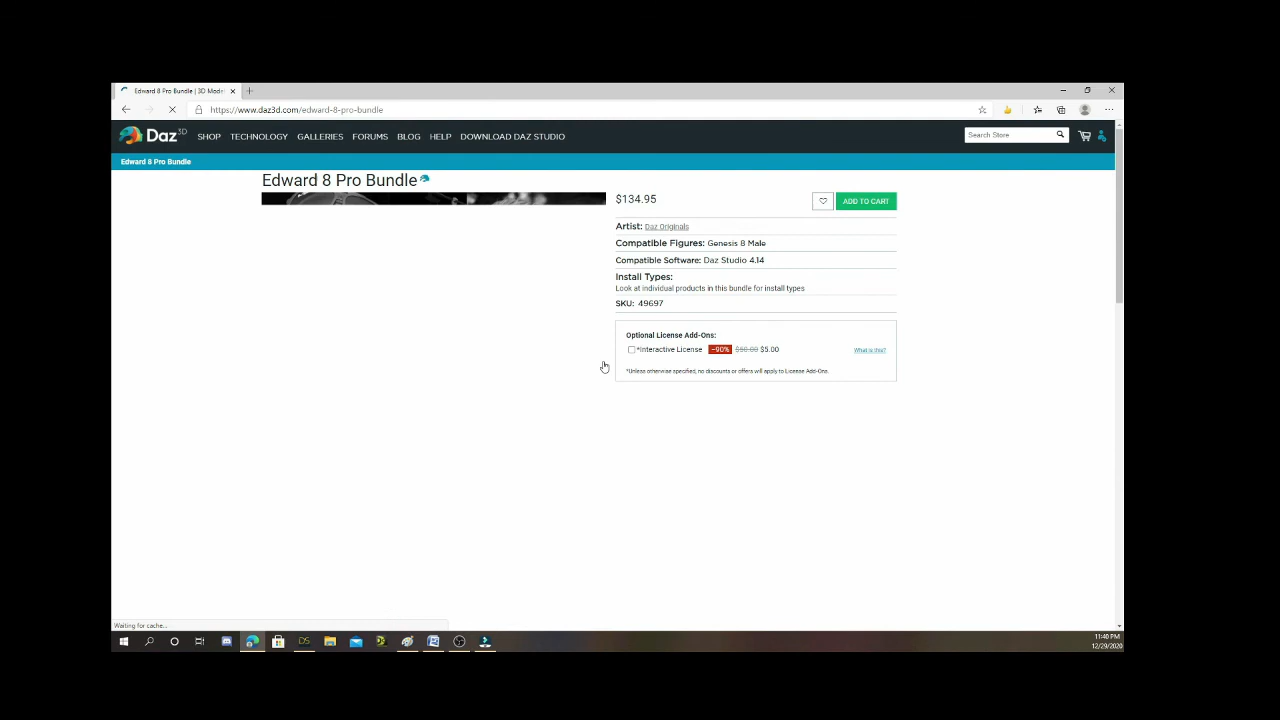 Edward 8 Pro Bundle | 3D Mode
https://www.daz3d.com/edward-8-pro-bundle
Daz 3D SHOP TECHNOLOGY GALLERIES FORUMS BLOG HELP DOWNLOAD DAZ STUDIO Search Store
Edward 8 Pro Bundle
Edward 8 Pro Bundle
$134.95 ADD TO CART
Artist: Daz Originals
Compatible Figures: Genesis 8 Male
Compatible Software: Daz Studio 4.14
Install Types:
Look at individual products in this bundle for install types
SKU: 49697
Optional License Add-Ons:
*Interactive License -90% $50.00 $5.00 What is this?
*Unless otherwise specified, no discounts or offers will apply to License Add-Ons.
Waiting for cache...
DS
11:40 PM
12/29/2020